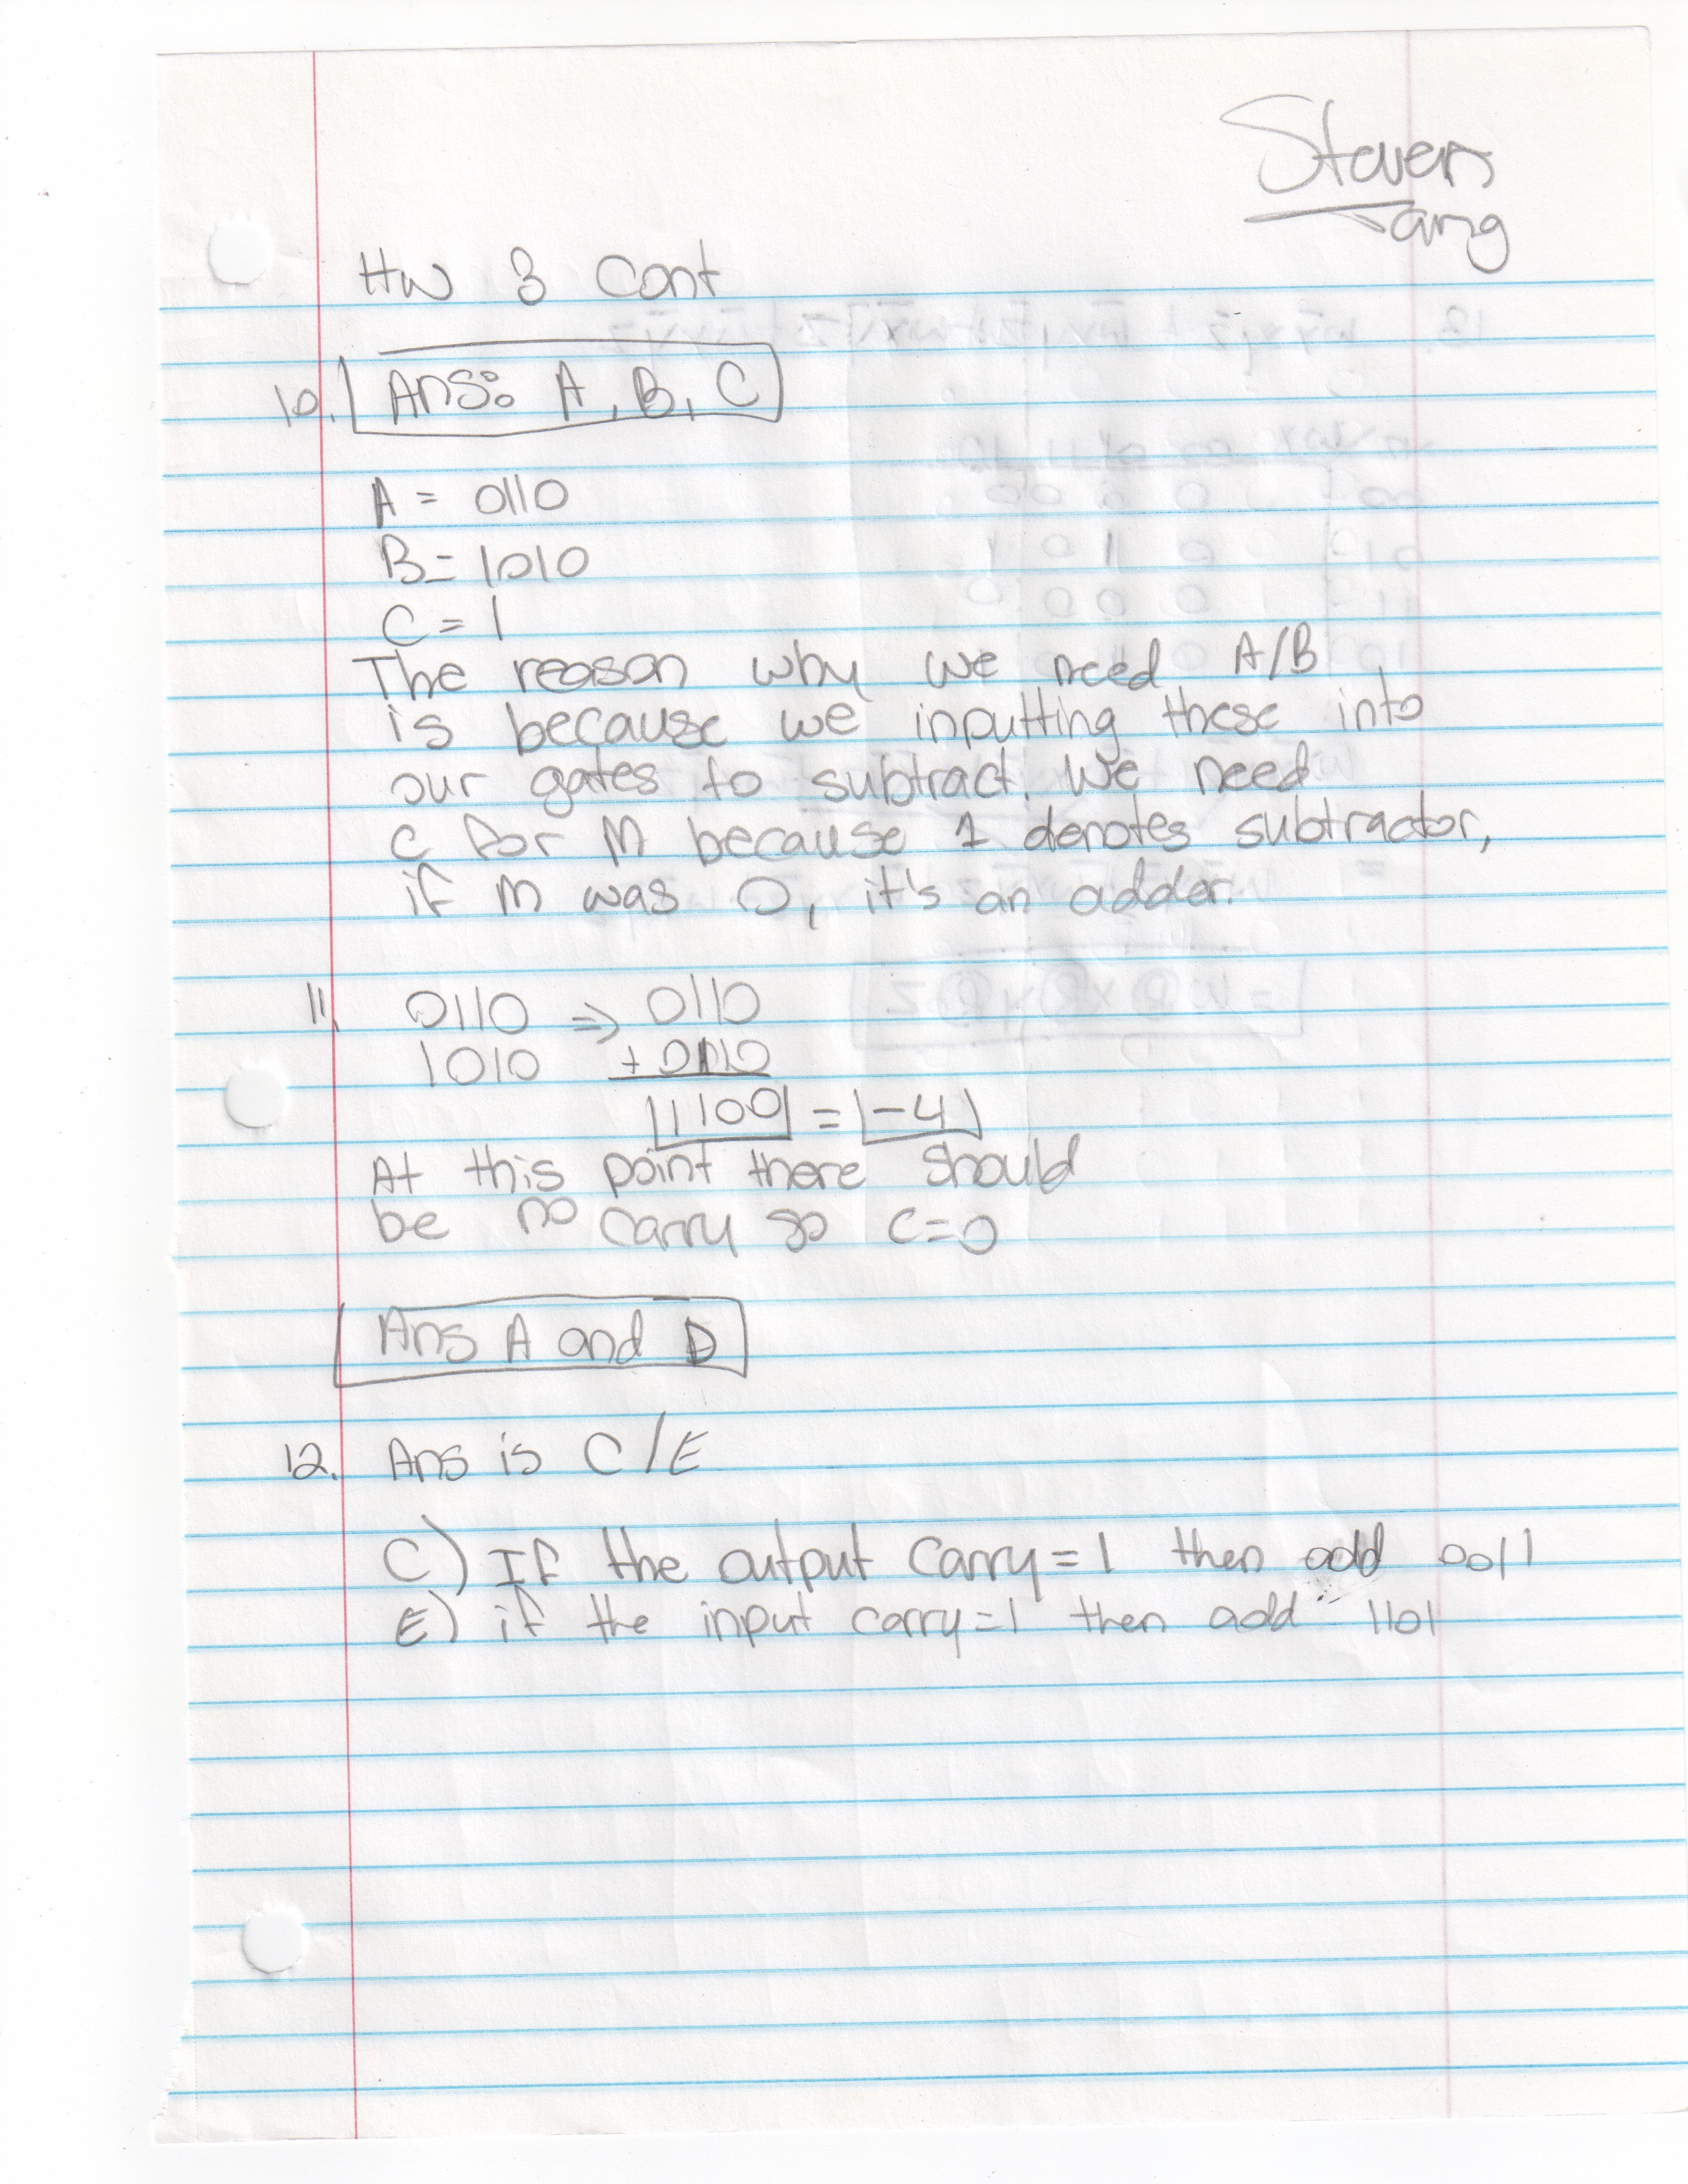 Steven
HW 3 Cont
10. Ans: A, B, C
A = 0110
B = 1010
C = 1
The reason why we need A/B
is because we inputting these into
our gates to subtract. We need
C for M because 1 denotes subtractor,
if M was 0, it's an adder.
11. 0110 => 0110
1010 + 0110
1100 = -4
At this point there should
be no carry so C=0
Ans A and D
12. Ans is C/E
C) If the output carry=1 then add 0011
E) if the input carry=1 then add 1101